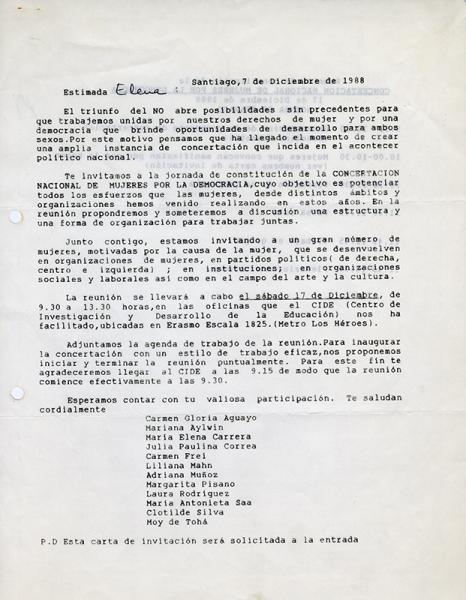 Santiago,7 de Diciembre de 1988
Estimada Elena :
El triunfo del NO abre posibilidades sin precedentes para
que trabajemos unidas por nuestros derechos de mujer y por una
democracia que brinde oportunidades de desarrollo para ambos
sexos.Por este motivo pensamos que ha llegado el momento de crear
una amplia instancia de concertación que incida en el acontecer
político nacional.
Te invitamos a la jornada de constitución de la CONCERTACION
NACIONAL DE MUJERES POR LA DEMOCRACIA,cuyo objetivo es potenciar
todos los esfuerzos que las mujeres, desde distintos ámbitos y
organizaciones hemos venido realizando en estos años. En la
reunión propondremos y someteremos a discusión una estructura y
una forma de organización para trabajar juntas.
Junto contigo, estamos invitando a un gran número de
mujeres, motivadas por la causa de la mujer, que se desenvuelven
en organizaciones de mujeres, en partidos políticos( de derecha,
centro e izquierda) ; en instituciones; en organizaciones
sociales y laborales así como en el campo del arte y la cultura.
La reunión se llevará a cabo el sábado 17 de Diciembre, de
9.30 a 13.30 horas,en las oficinas que el CIDE (Centro de
Investigación y Desarrollo de la Educación) nos ha
facilitado,ubicadas en Erasmo Escala 1825.(Metro Los Héroes).
Adjuntamos la agenda de trabajo de la reunión.Para inaugurar
la concertación con un estilo de trabajo eficaz,nos proponemos
iniciar y terminar la reunión puntualmente. Para este fin te
agradeceremos llegar al CIDE a las 9.15 de modo que la reunión
comience efectivamente a las 9.30.
Esperamos contar con tu valiosa participación. Te saludan
cordialmente
Carmen Gloria Aguayo
Mariana Aylwin
María Elena Carrera
Julia Paulina Correa
Carmen Frei
Liliana Mahn
Adriana Muñoz
Margarita Pisano
Laura Rodríguez
María Antonieta Saa
Clotilde Silva
Moy de Tohá
P.D Esta carta de invitación será solicitada a la entrada